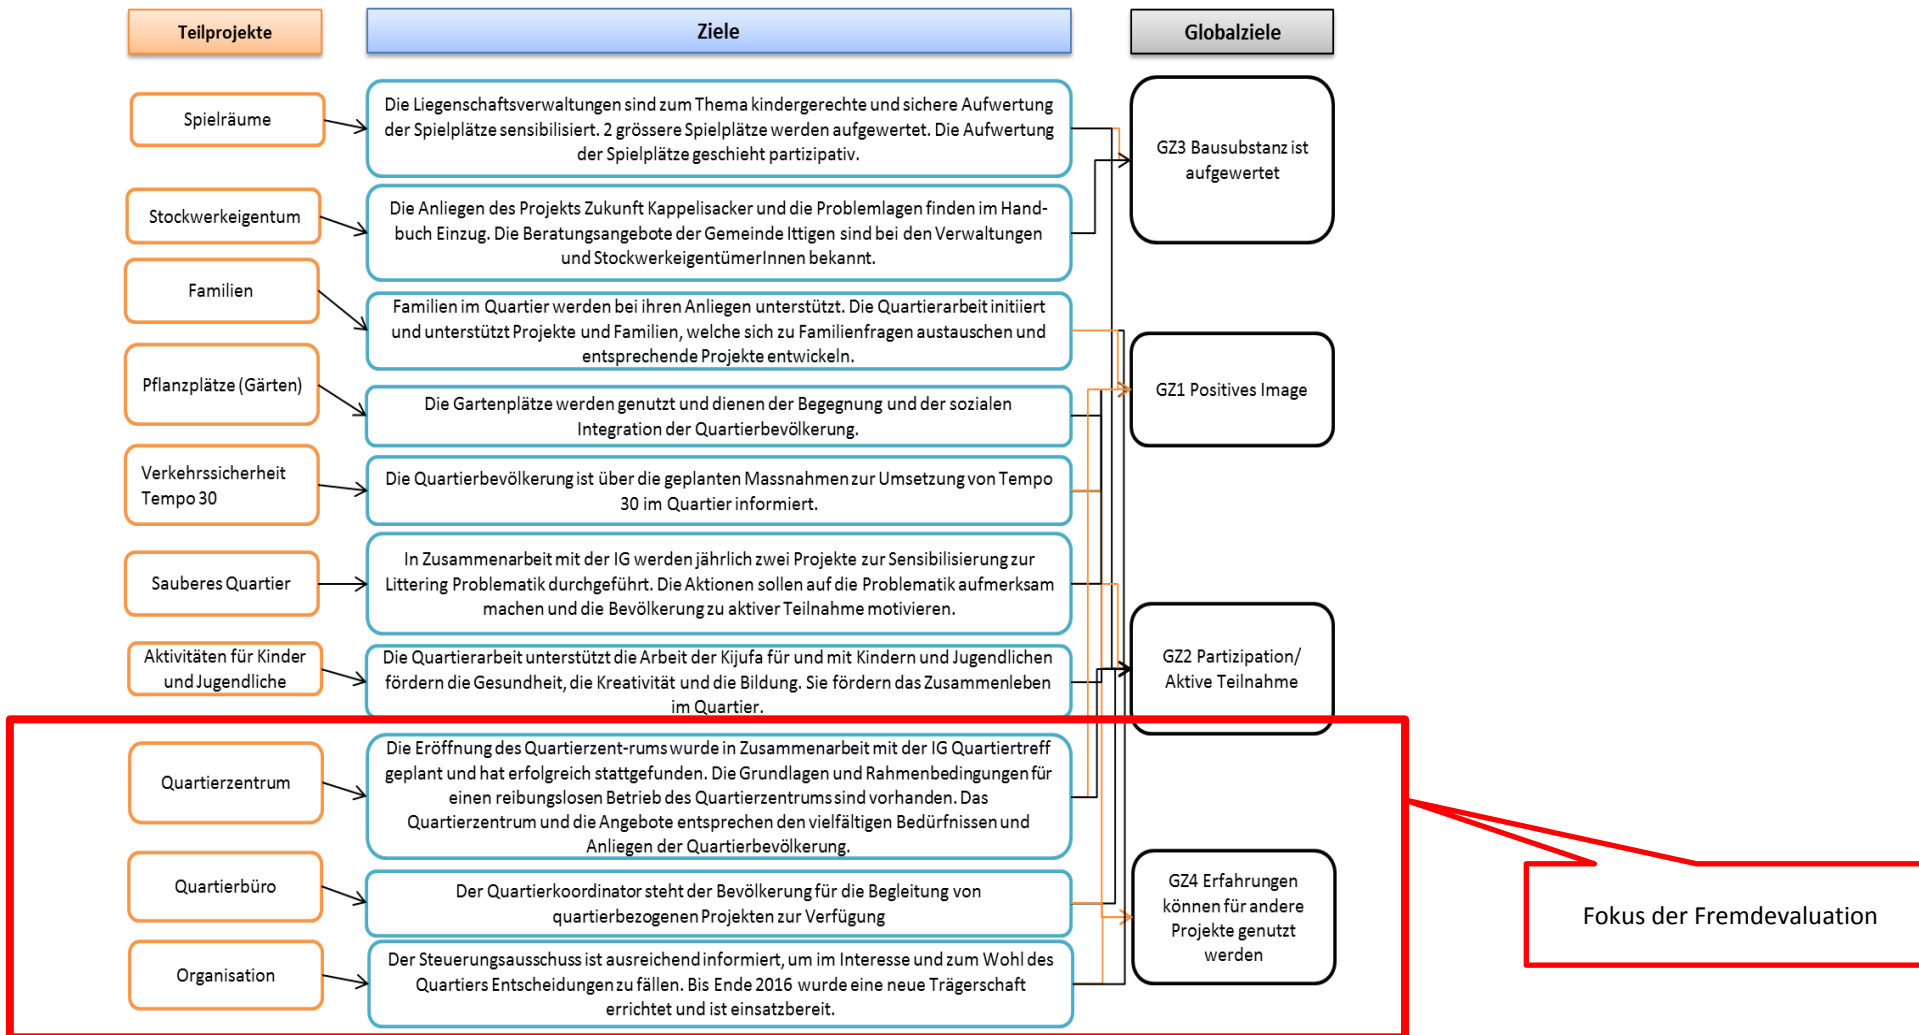 Teilprojekte
Ziele
Globalziele
Spielräume
Die Liegenschaftsverwaltungen sind zum Thema kindergerechte und sichere Aufwertung
der Spielplätze sensibilisiert. 2 grössere Spielplätze werden aufgewertet. Die Aufwertung
der Spielplätze geschieht partizipativ.
GZ3 Bausubstanz ist
aufgewertet
Stockwerkeigentum
Die Anliegen des Projekts Zukunft Kappelisacker und die Problemlagen finden im Hand-
buch Einzug. Die Beratungsangebote der Gemeinde Ittigen sind bei den Verwaltungen
und StockwerkeigentümerInnen bekannt.
Familien
Familien im Quartier werden bei ihren Anliegen unterstützt. Die Quartierarbeit initiiert
und unterstützt Projekte und Familien, welche sich zu Familienfragen austauschen und
entsprechende Projekte entwickeln.
GZ1 Positives Image
Pflanzplätze (Gärten)
Die Gartenplätze werden genutzt und dienen der Begegnung und der sozialen
Integration der Quartierbevölkerung.
Verkehrssicherheit
Tempo 30
Die Quartierbevölkerung ist über die geplanten Massnahmen zur Umsetzung von Tempo
30 im Quartier informiert.
Sauberes Quartier
In Zusammenarbeit mit der IG werden jährlich zwei Projekte zur Sensibilisierung zur
Littering Problematik durchgeführt. Die Aktionen sollen auf die Problematik aufmerksam
machen und die Bevölkerung zu aktiver Teilnahme motivieren.
Aktivitäten für Kinder
und Jugendliche
Die Quartierarbeit unterstützt die Arbeit der Kijufa für und mit Kindern und Jugendlichen
fördern die Gesundheit, die Kreativität und die Bildung. Sie fördern das Zusammenleben
im Quartier.
GZ2 Partizipation/
Aktive Teilnahme
Quartierzentrum
Die Eröffnung des Quartierzent-rums wurde in Zusammenarbeit mit der IG Quartiertreff
geplant und hat erfolgreich stattgefunden. Die Grundlagen und Rahmenbedingungen für
einen reibungslosen Betrieb des Quartierzentrums sind vorhanden. Das
Quartierzentrum und die Angebote entsprechen den vielfältigen Bedürfnissen und
Anliegen der Quartierbevölkerung.
Quartierbüro
Der Quartierkoordinator steht der Bevölkerung für die Begleitung von
quartierbezogenen Projekten zur Verfügung
GZ4 Erfahrungen
können für andere
Projekte genutzt
werden
Fokus der Fremdevaluation
Organisation
Der Steuerungsausschuss ist ausreichend informiert, um im Interesse und zum Wohl des
Quartiers Entscheidungen zu fällen. Bis Ende 2016 wurde eine neue Trägerschaft
errichtet und ist einsatzbereit.